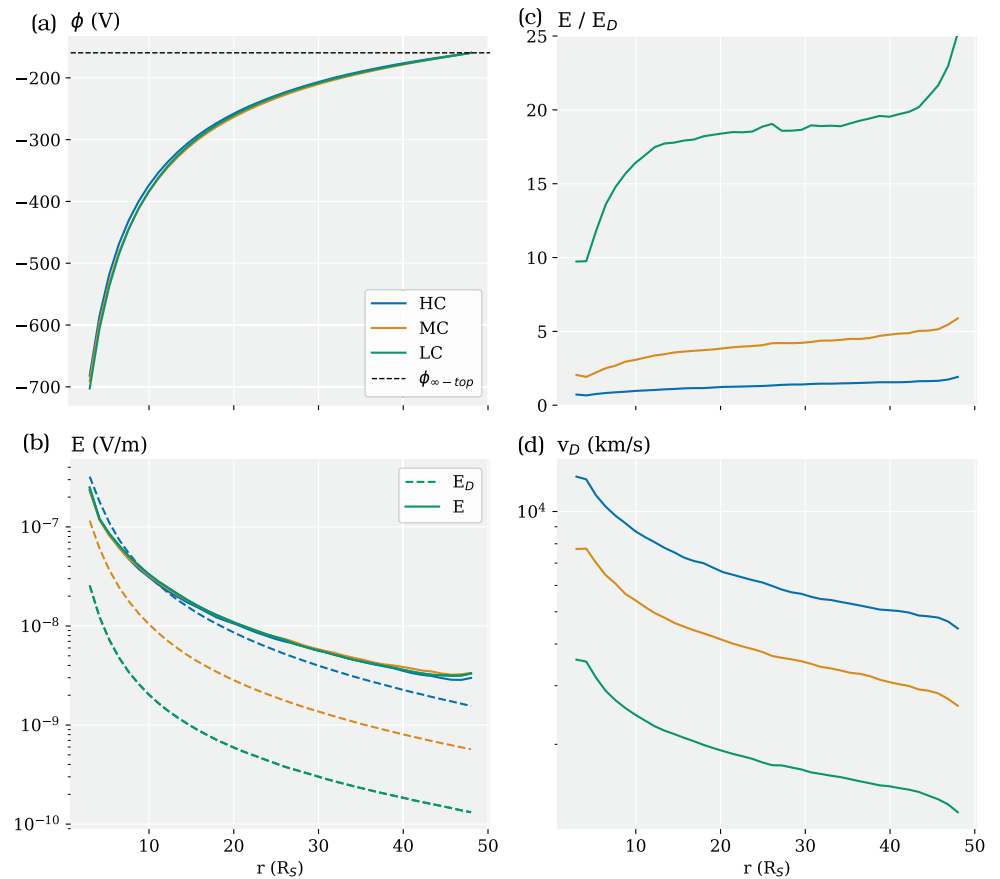 (a) ϕ (V)
−200
−300
−400
−500
−600
−700
HC
MC
LC
ϕ∞−top
(c) E / E_D
25
20
15
10
5
0
10 20 30 40 50
r (R_S)
(b) E (V/m)
10⁻⁷
10⁻⁸
10⁻⁹
10⁻¹⁰
E_D
E
10 20 30 40 50
r (R_S)
(d) v_D (km/s)
10⁴